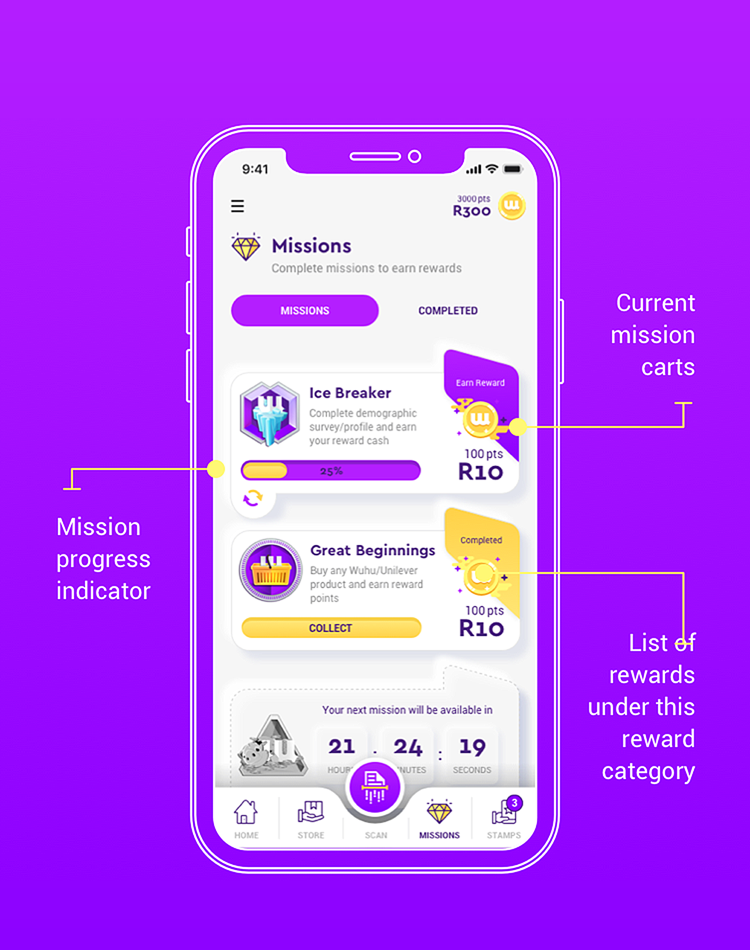 9:41
3000 pts
R300
Missions
Complete missions to earn rewards
MISSIONS
COMPLETED
Current
mission
carts
Earn Reward
Ice Breaker
Complete demographic
survey/profile and earn
your reward cash
100 pts
R10
25%
Mission
progress
indicator
Completed
Great Beginnings
Buy any Wuhu/Unilever
product and earn reward
points
100 pts
R10
COLLECT
List of
rewards
under this
reward
category
Your next mission will be available in
21 . 24 : 19
SECONDS
HOME
STORE
SCAN
MISSIONS
3
STAMPS